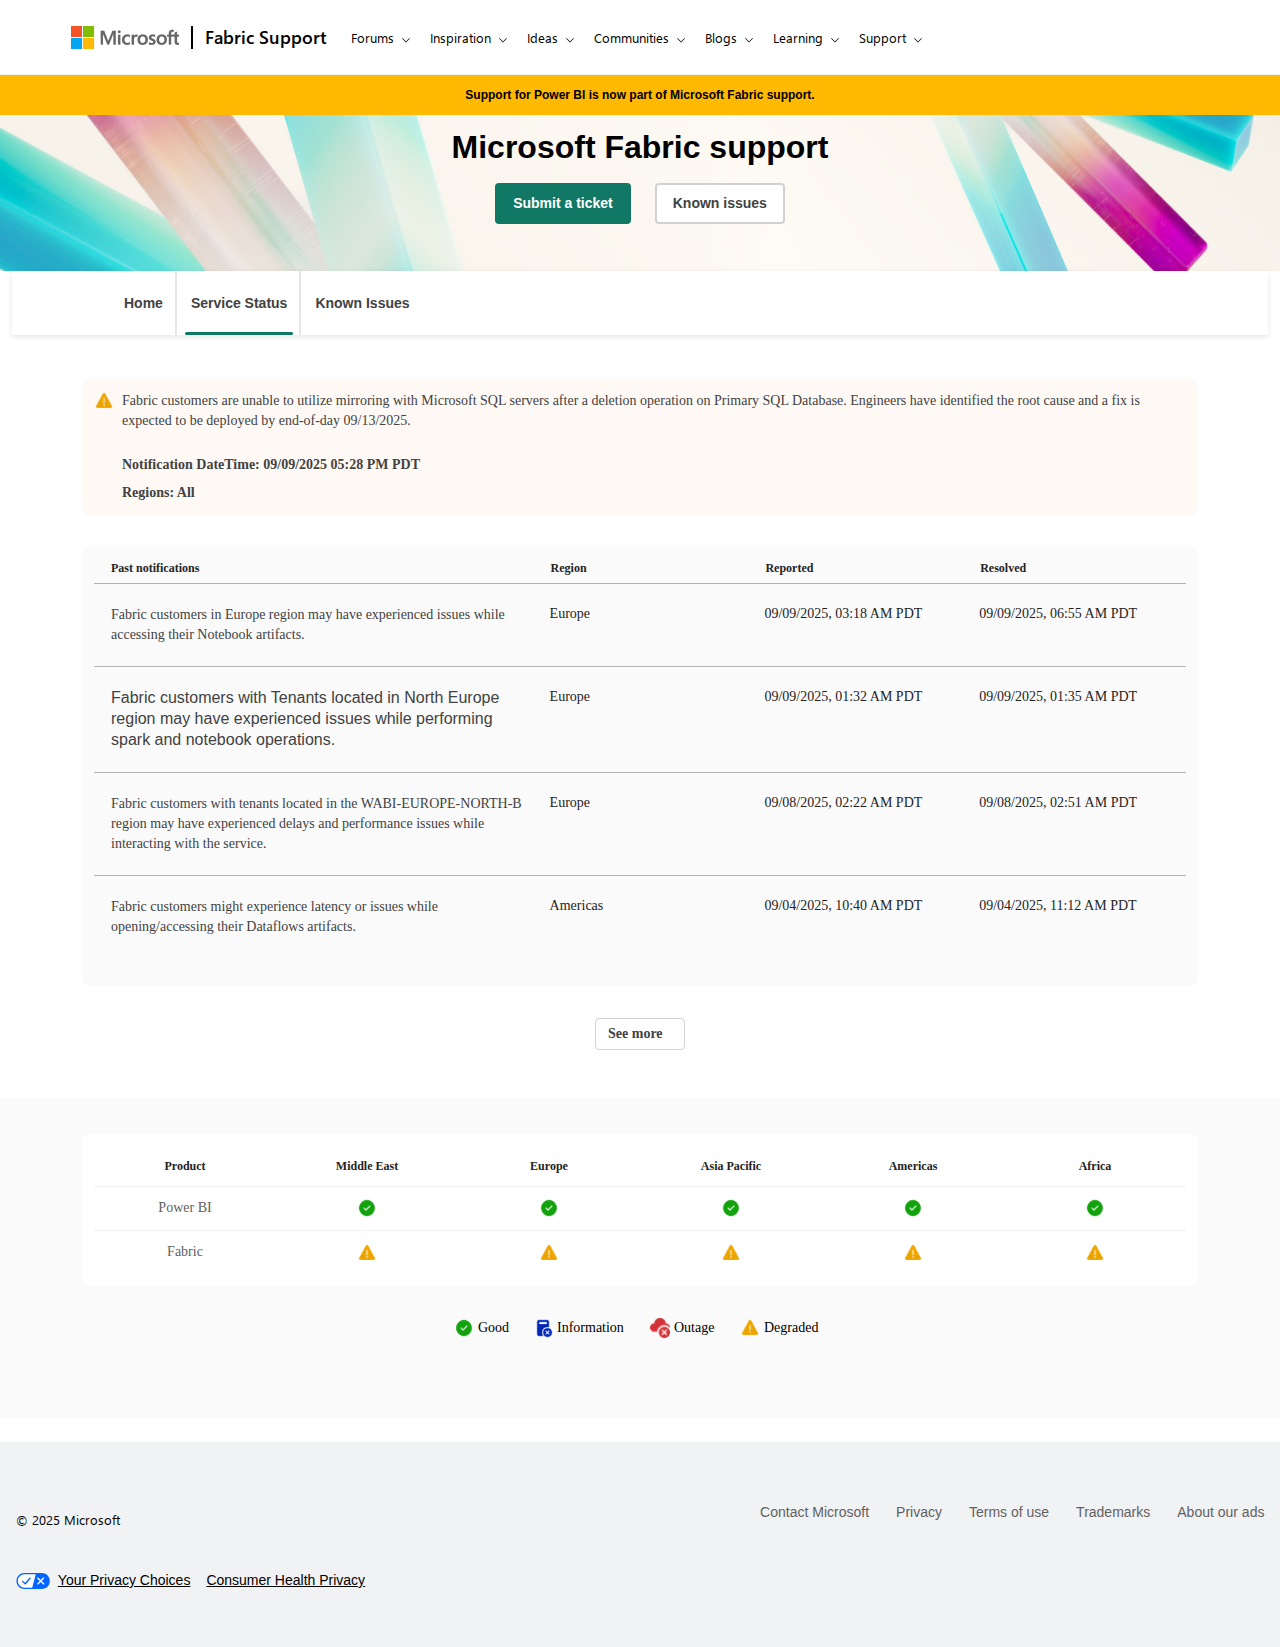 Microsoft | Fabric Support Forums Inspiration Ideas Communities Blogs Learning Support
Support for Power BI is now part of Microsoft Fabric support.
Microsoft Fabric support
Submit a ticket Known issues
Home Service Status Known Issues
Fabric customers are unable to utilize mirroring with Microsoft SQL servers after a deletion operation on Primary SQL Database. Engineers have identified the root cause and a fix is
expected to be deployed by end-of-day 09/13/2025.
Notification DateTime: 09/09/2025 05:28 PM PDT
Regions: All
Past notifications Region Reported Resolved
Fabric customers in Europe region may have experienced issues while Europe 09/09/2025, 03:18 AM PDT 09/09/2025, 06:55 AM PDT
accessing their Notebook artifacts.
Fabric customers with Tenants located in North Europe Europe 09/09/2025, 01:32 AM PDT 09/09/2025, 01:35 AM PDT
region may have experienced issues while performing
spark and notebook operations.
Fabric customers with tenants located in the WABI-EUROPE-NORTH-B Europe 09/08/2025, 02:22 AM PDT 09/08/2025, 02:51 AM PDT
region may have experienced delays and performance issues while
interacting with the service.
Fabric customers might experience latency or issues while Americas 09/04/2025, 10:40 AM PDT 09/04/2025, 11:12 AM PDT
opening/accessing their Dataflows artifacts.
See more
Product Middle East Europe Asia Pacific Americas Africa
Power BI
Fabric
Good Information Outage Degraded
Contact Microsoft Privacy Terms of use Trademarks About our ads
© 2025 Microsoft
Your Privacy Choices Consumer Health Privacy